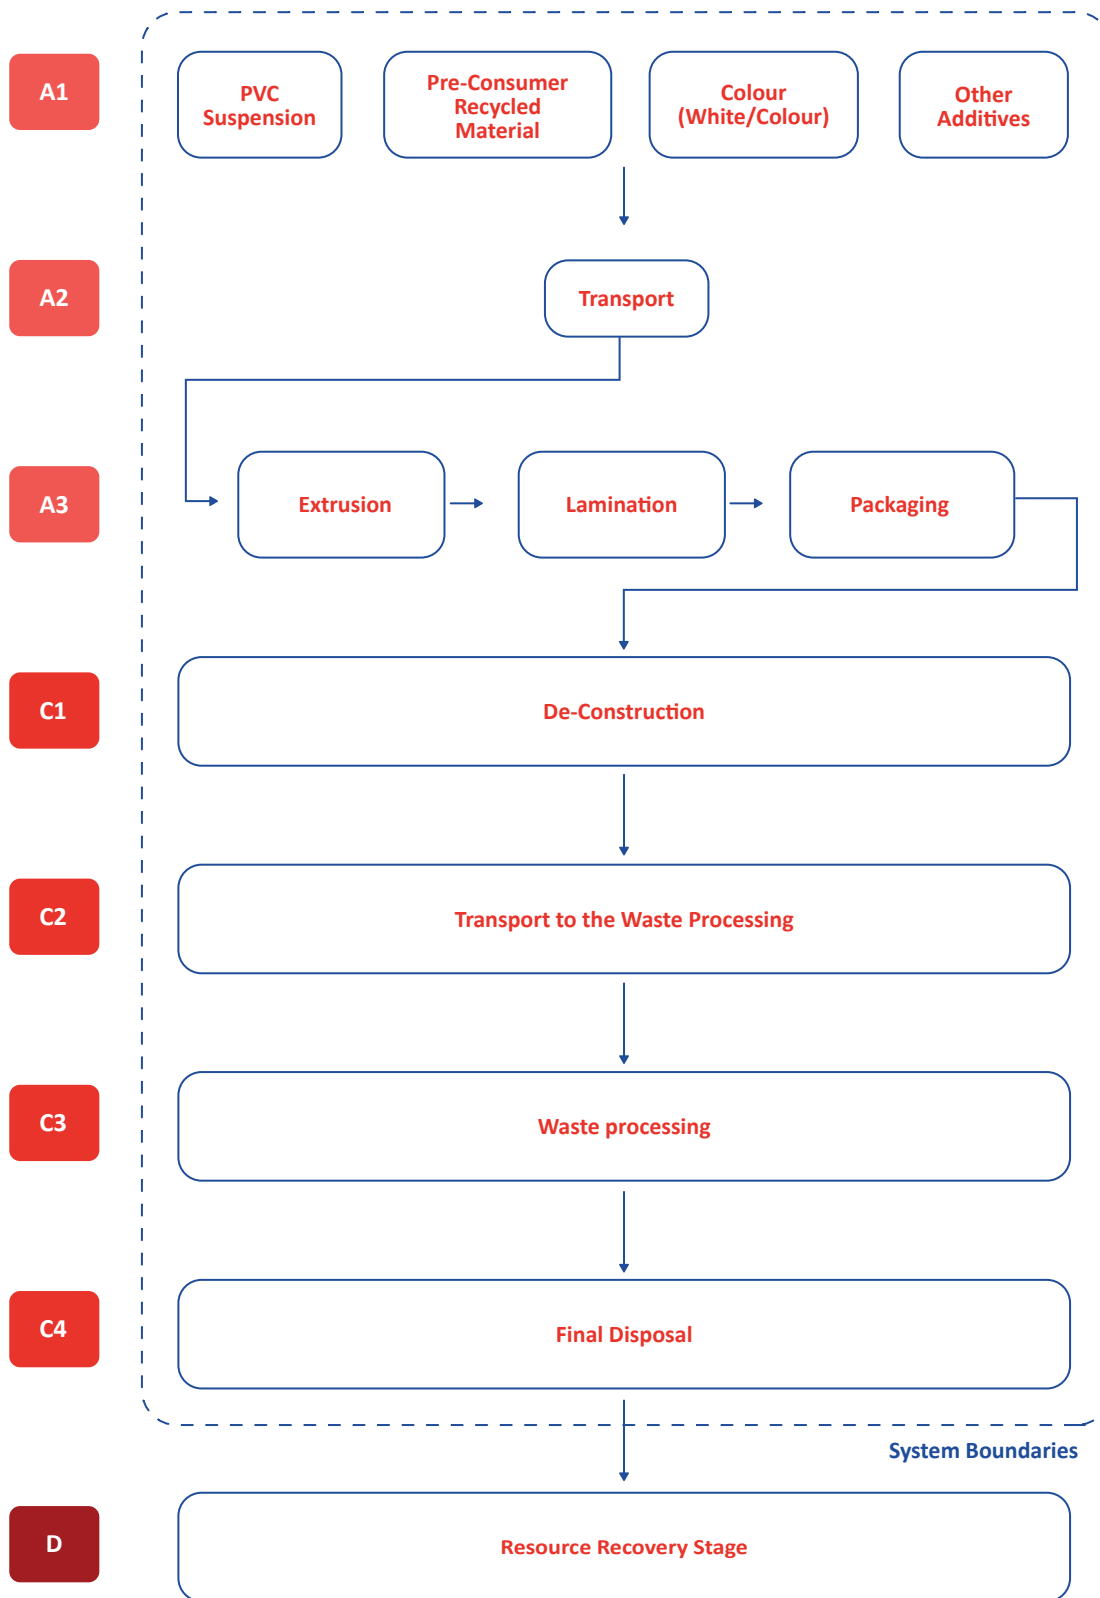 A1
PVC
Suspension
Pre-Consumer
Recycled
Material
Colour
(White/Colour)
Other
Additives
A2
Transport
A3
Extrusion
Lamination
Packaging
C1
De-Construction
C2
Transport to the Waste Processing
C3
Waste processing
C4
Final Disposal
System Boundaries
D
Resource Recovery Stage